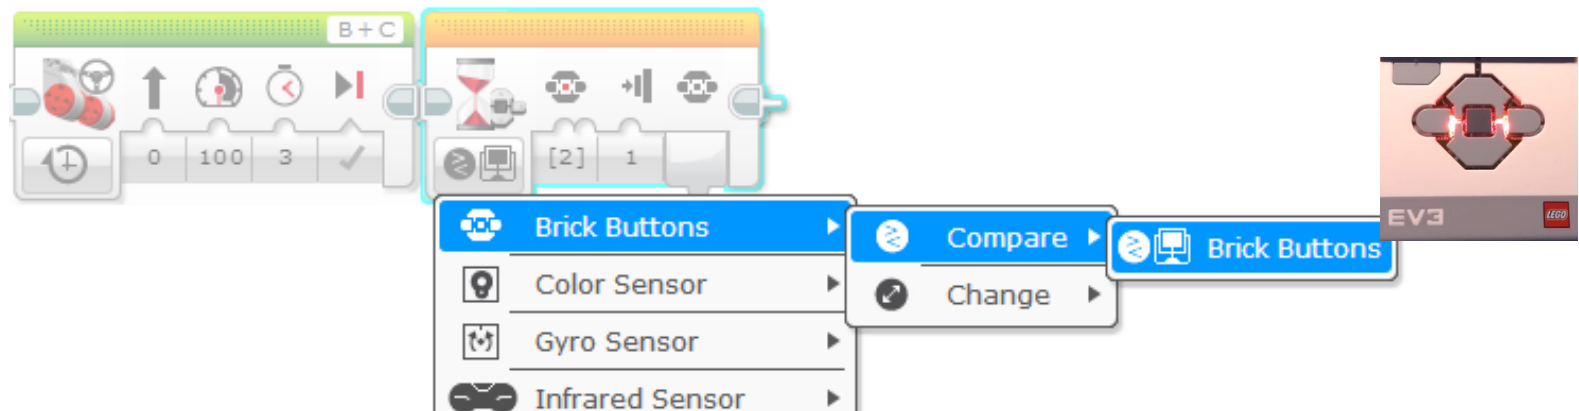 B+C
0 100 3
[2] 1
Brick Buttons
Color Sensor
Gyro Sensor
Infrared Sensor
Compare
Change
Brick Buttons
EV3
LEGO